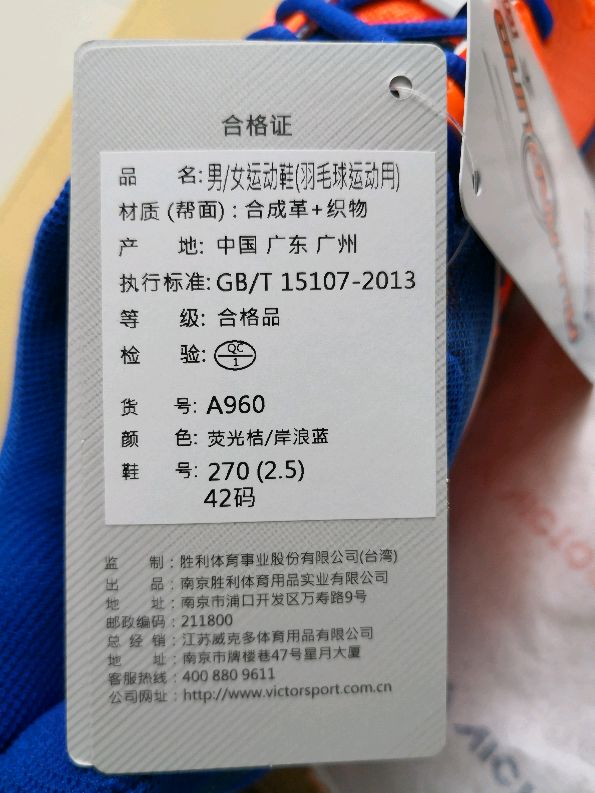 合格证
品 名:男/女运动鞋(羽毛球运动用)
材质(帮面):合成革+织物
产 地: 中国 广东 广州
执行标准:GB/T 15107-2013
等 级: 合格品
检 验: QC 1
货 号: A960
颜 色: 荧光桔/岸浪蓝
鞋 号: 270 (2.5)
42码
监 制:胜利体育事业股份有限公司(台湾)
出 品:南京胜利体育用品实业有限公司
地 址:南京市浦口开发区万寿路9号
邮政编码:211800
总 经 销:江苏威克多体育用品有限公司
地 址:南京市牌楼巷47号星月大厦
客服热线:400 880 9611
公司网址:http://www.victorsport.com.cn